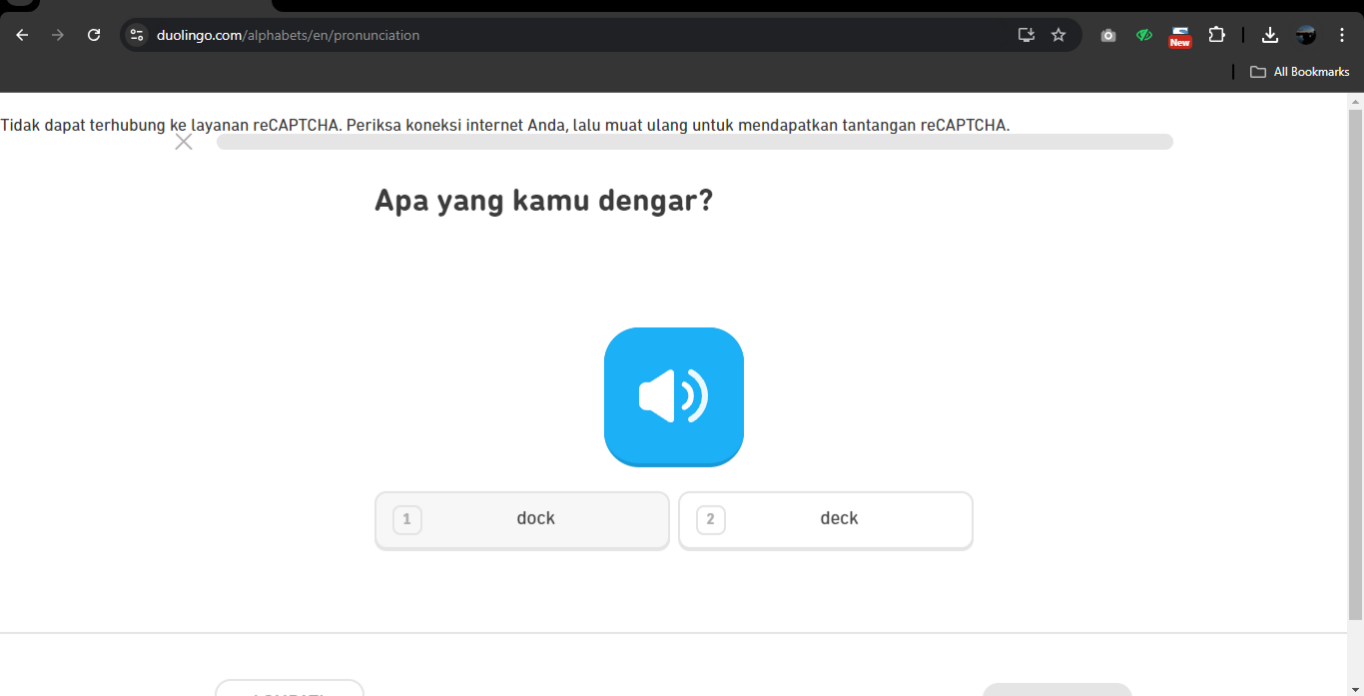 duolingo.com/alphabets/en/pronunciation
New
All Bookmarks
Tidak dapat terhubung ke layanan reCAPTCHA. Periksa koneksi internet Anda, lalu muat ulang untuk mendapatkan tantangan reCAPTCHA.
Apa yang kamu dengar?
1 dock
2 deck